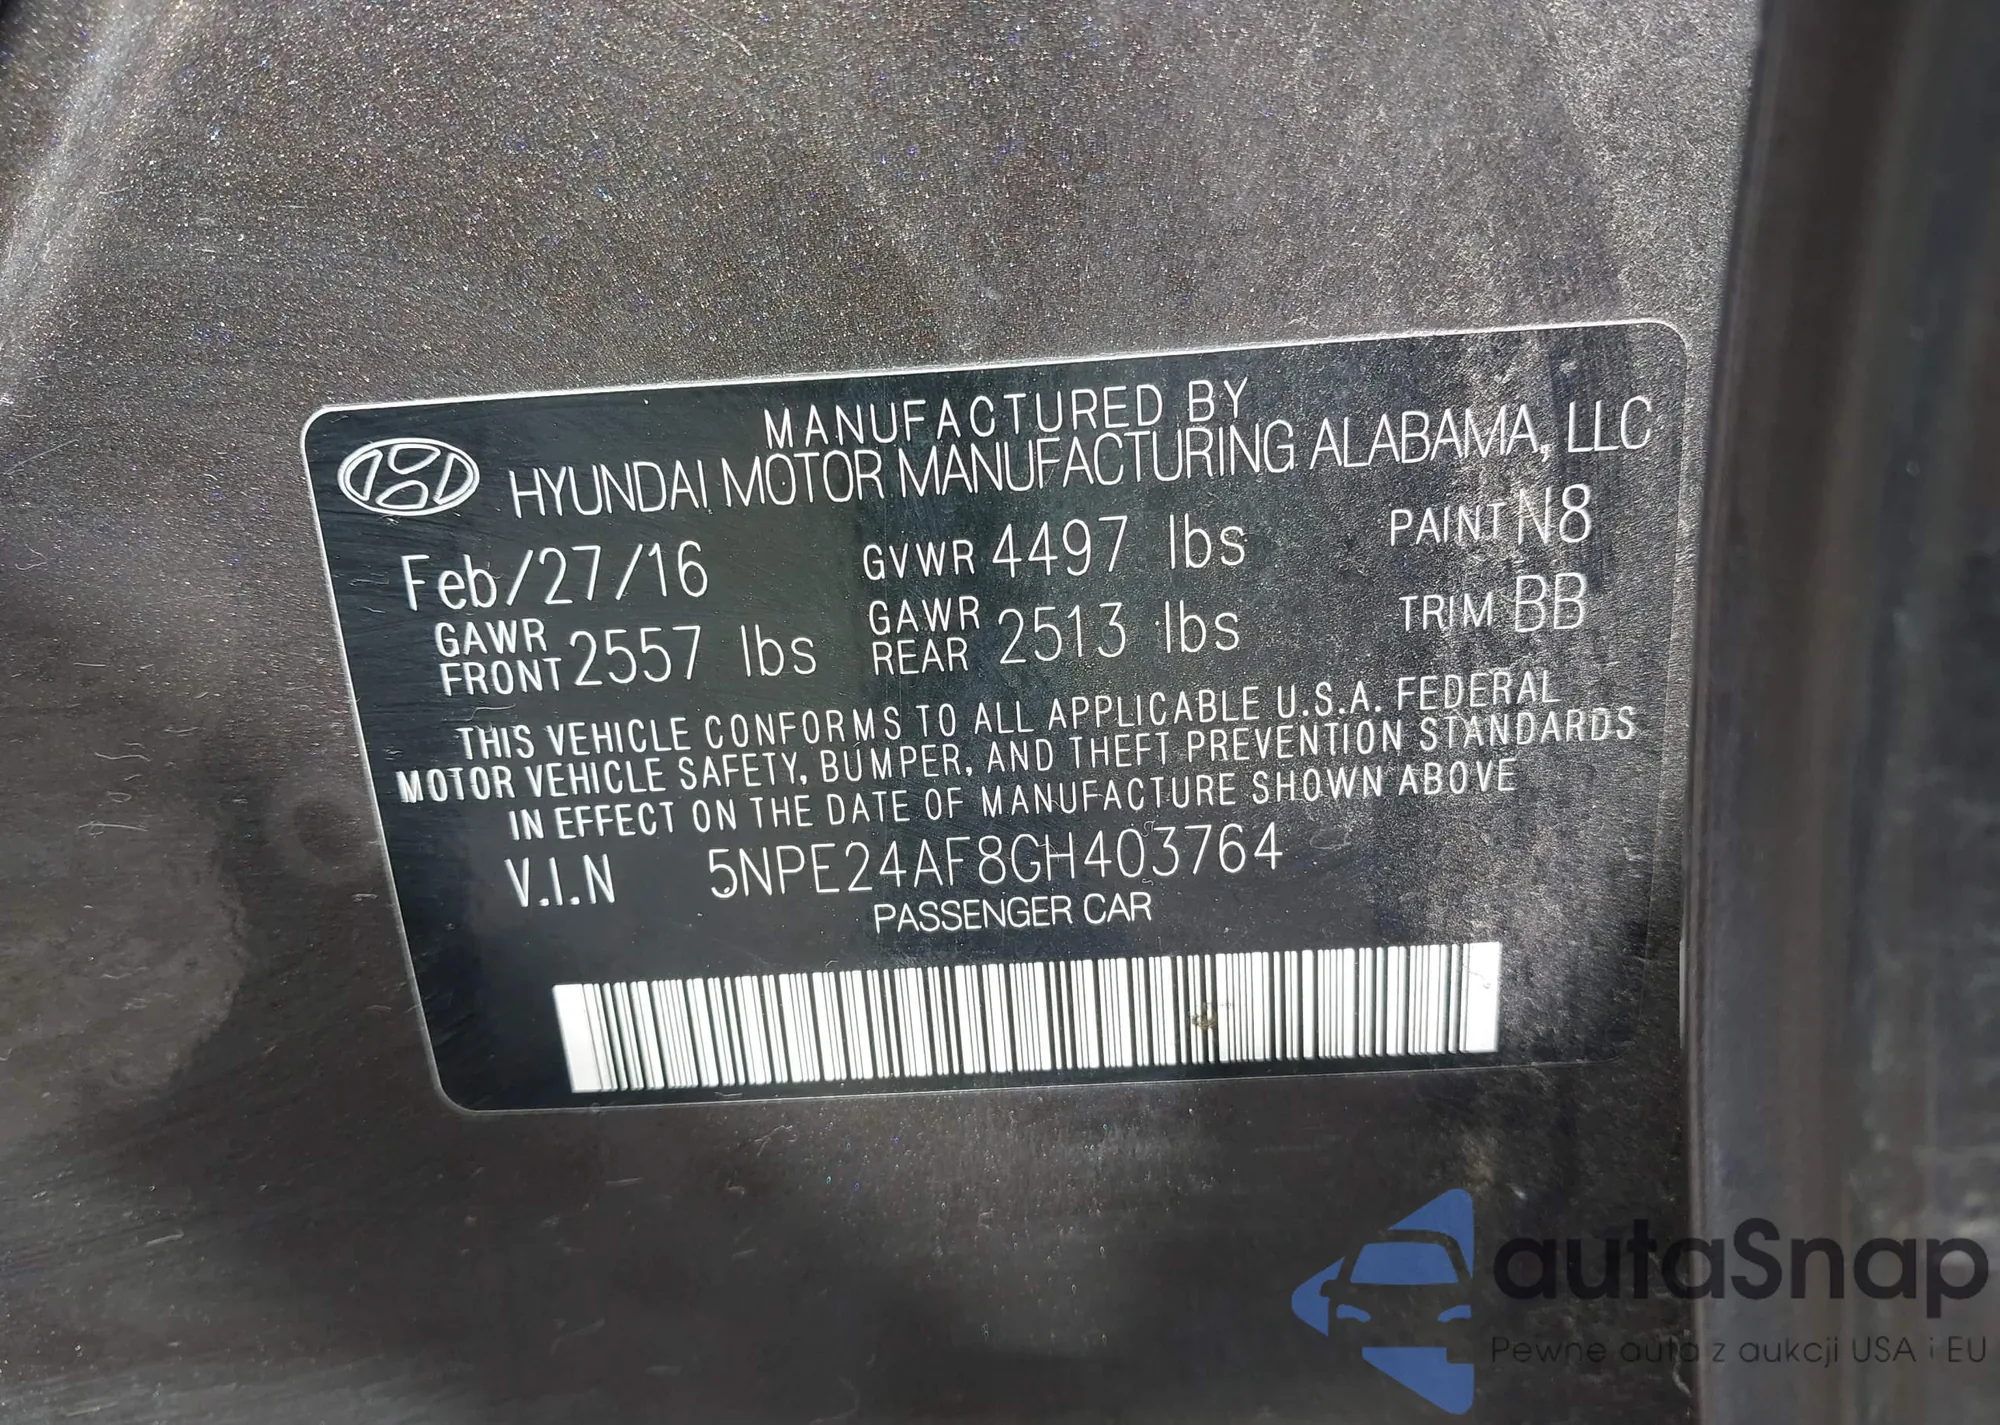 MANUFACTURED BY
HYUNDAI MOTOR MANUFACTURING ALABAMA, LLC
Feb/27/16 GVWR 4497 lbs PAINT N8
GAWR FRONT 2557 lbs GAWR REAR 2513 lbs TRIM BB
THIS VEHICLE CONFORMS TO ALL APPLICABLE U.S.A. FEDERAL
MOTOR VEHICLE SAFETY, BUMPER, AND THEFT PREVENTION STANDARDS
IN EFFECT ON THE DATE OF MANUFACTURE SHOWN ABOVE
V.I.N 5NPE24AF8GH403764
PASSENGER CAR
autaSnap
Pewne auta z aukcji USA i EU